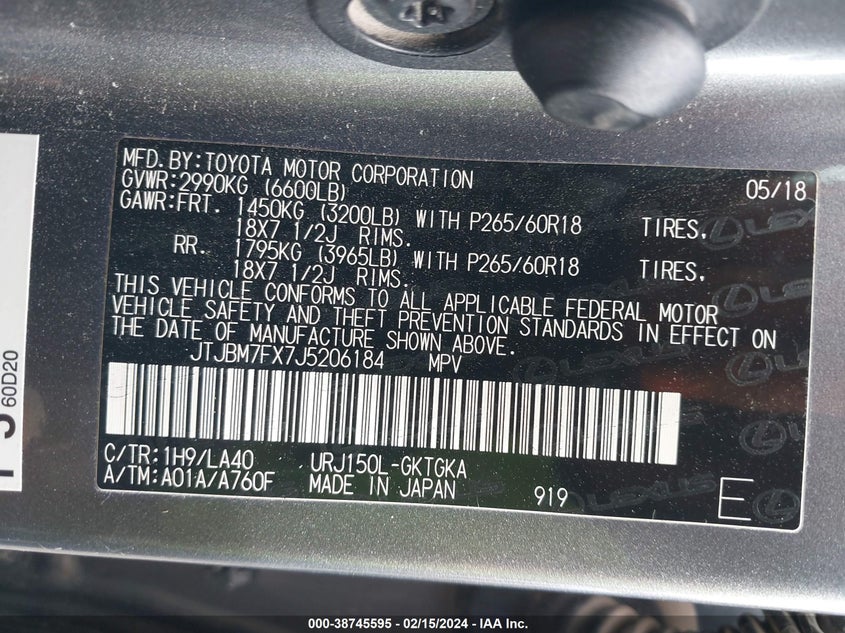 MFD.BY:TOYOTA MOTOR CORPORATION 05/18
GVWR:2990KG (6600LB)
GAWR:FRT. 1450KG (3200LB) WITH P265/60R18 TIRES,
18X7 1/2J RIMS.
RR. 1795KG (3965LB) WITH P265/60R18 TIRES,
18X7 1/2J RIMS.
THIS VEHICLE CONFORMS TO ALL APPLICABLE FEDERAL MOTOR
VEHICLE SAFETY AND THEFT PREVENTION STANDARDS IN EFFECT ON
THE DATE OF MANUFACTURE SHOWN ABOVE.
JTJBM7FX7J5206184 MPV
C/TR:1H9/LA40 URJ150L-GKTGKA
A/TM:A01A/A760F MADE IN JAPAN 919 E
LEXUS
LEXUS
LEXUS
LEXUS
60D20
000-38745595 - 02/15/2024 - IAA Inc.